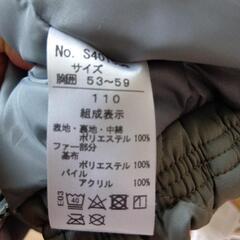 サイズ
胸囲 53〜59
110
組成表示
表地・裏地・中綿
ポリエステル 100%
ファー部分
基布
ポリエステル 100%
パイル
アクリル 100%
E03
40